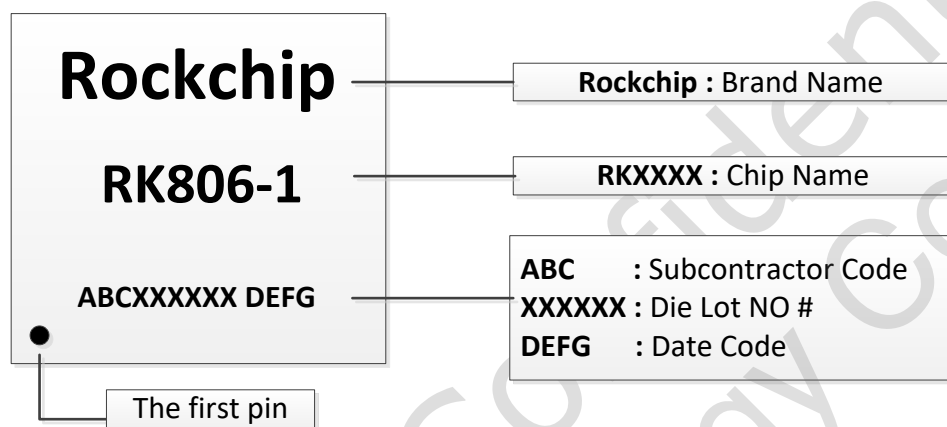 Rockchip
Rockchip : Brand Name
RK806-1
RKXXXX : Chip Name
ABCXXXXXX DEFG
ABC : Subcontractor Code
XXXXXX : Die Lot NO #
DEFG : Date Code
The first pin